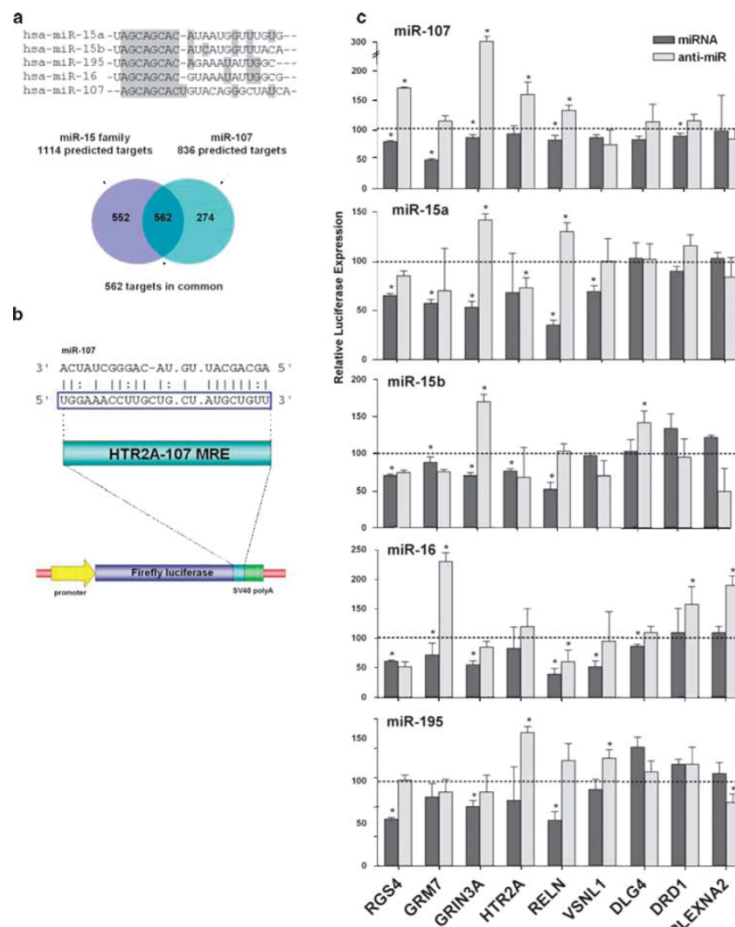 a
hsa-miR-15a -UAGCAGCAC-AUAAUGGUUUGUG--
hsa-miR-15b -UAGCAGCAC-AUCAUGGUUUACA--
hsa-miR-195 -UAGCAGCAC-AGAAAUAUUGGC---
hsa-miR-16 -UAGCAGCAC-GUAAAUAUUGGCG--
hsa-miR-107 -AGCAGCACUGUACAGGGCUAUCA-
miR-15 family
1114 predicted targets
miR-107
836 predicted targets
552
562
274
562 targets in common
b
miR-107
3' ACUAUCGGGAC-AU.GU.UACGACGA 5'
5' UGGAAACCUUGCUG.CU.AUGCUGUU 3'
HTR2A-107 MRE
Firefly luciferase
promoter
SV40 polyA
c
miR-107
miRNA
anti-miR
300
200
150
100
50
0
miR-15a
150
100
50
0
miR-15b
200
150
100
50
0
miR-16
250
200
150
100
50
0
miR-195
150
100
50
0
Relative Luciferase Expression
RGS4
GRM7
GRIN3A
HTR2A
RELN
VSNL1
DLG4
DRD1
PLEXNA2